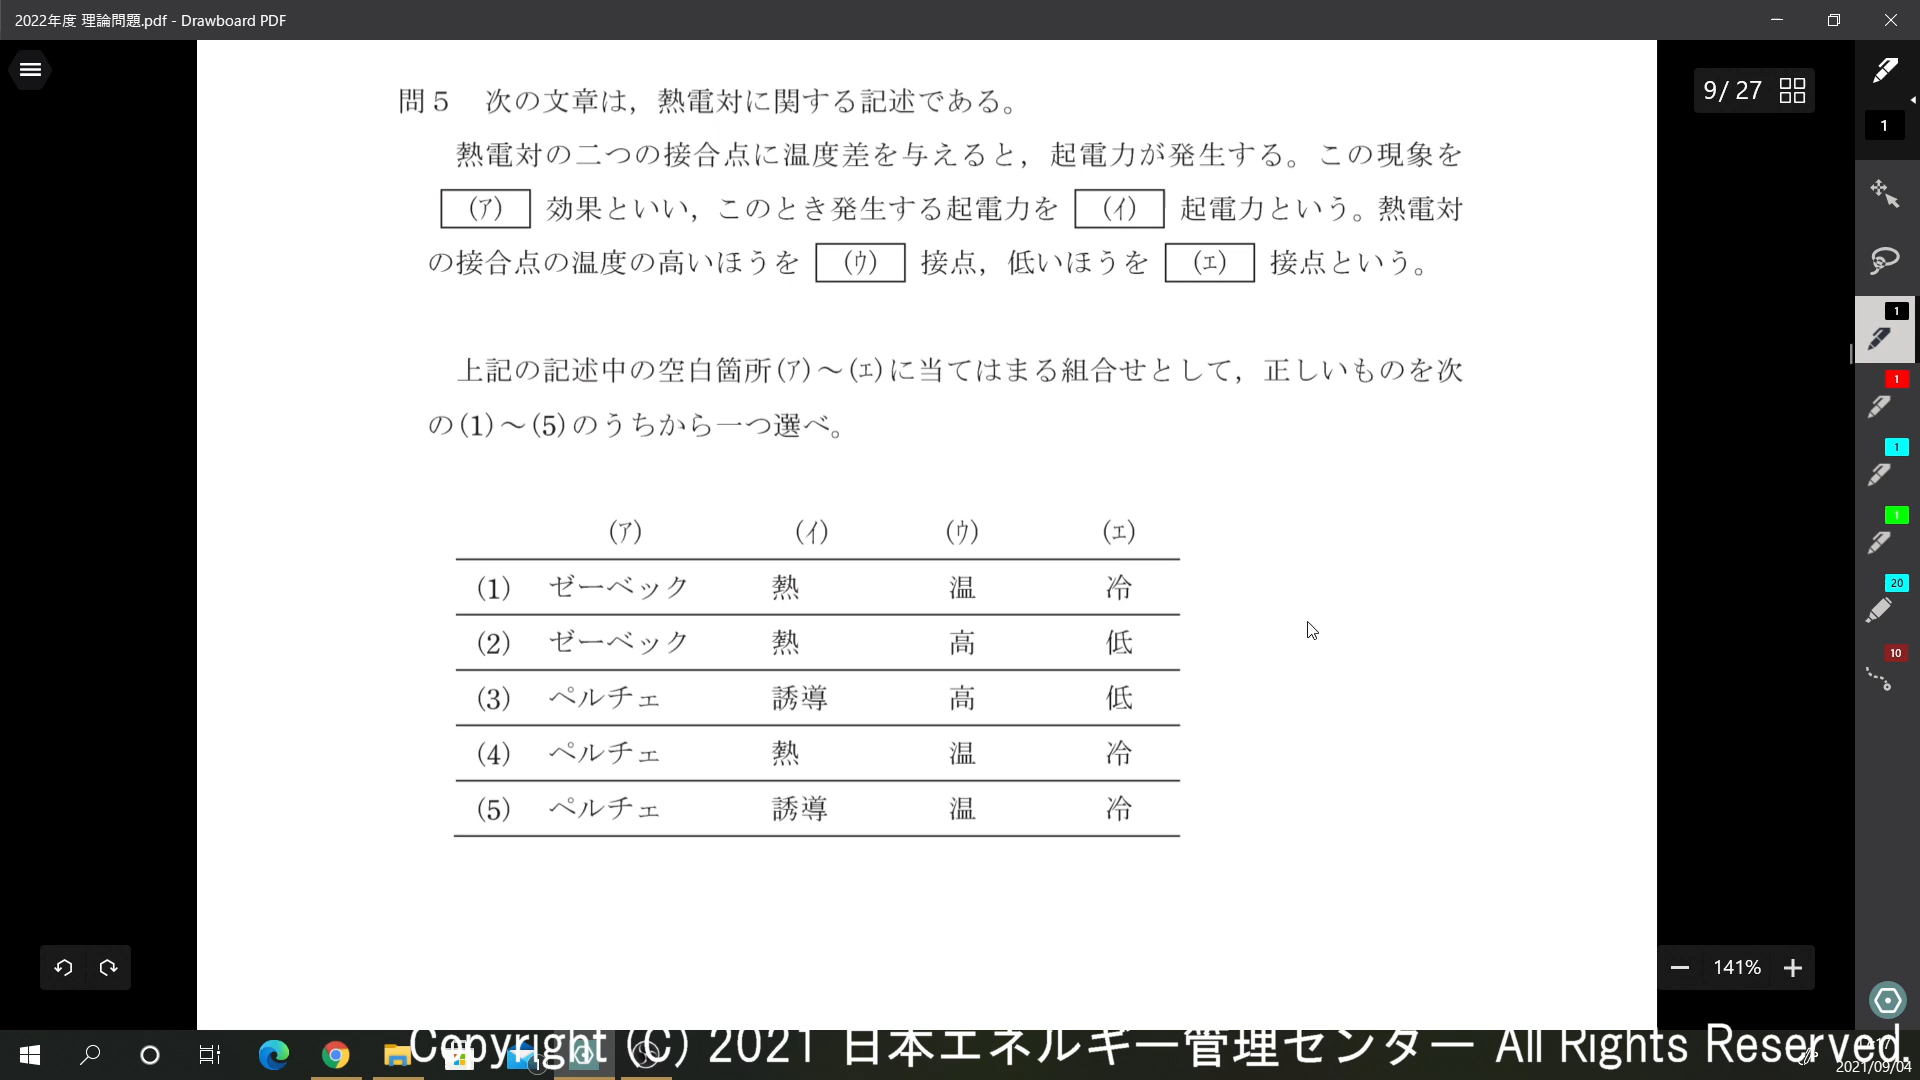 2022年度 理論問題.pdf - Drawboard PDF
9/ 27
問５ 次の文章は，熱電対に関する記述である。
熱電対の二つの接合点に温度差を与えると，起電力が発生する。この現象を
(ア) 効果といい，このとき発生する起電力を (イ) 起電力という。熱電対
の接合点の温度の高いほうを (ウ) 接点，低いほうを (エ) 接点という。
上記の記述中の空白箇所(ア)～(エ)に当てはまる組合せとして，正しいものを次
の(1)～(5)のうちから一つ選べ。
(ア) (イ) (ウ) (エ)
(1) ゼーベック 熱 温 冷
(2) ゼーベック 熱 高 低
(3) ペルチェ 誘導 高 低
(4) ペルチェ 熱 温 冷
(5) ペルチェ 誘導 温 冷
1
1
1
1
1
20
10
141%
Copyright (C) 2021 日本エネルギー管理センター All Rights Reserved.
2021/09/04